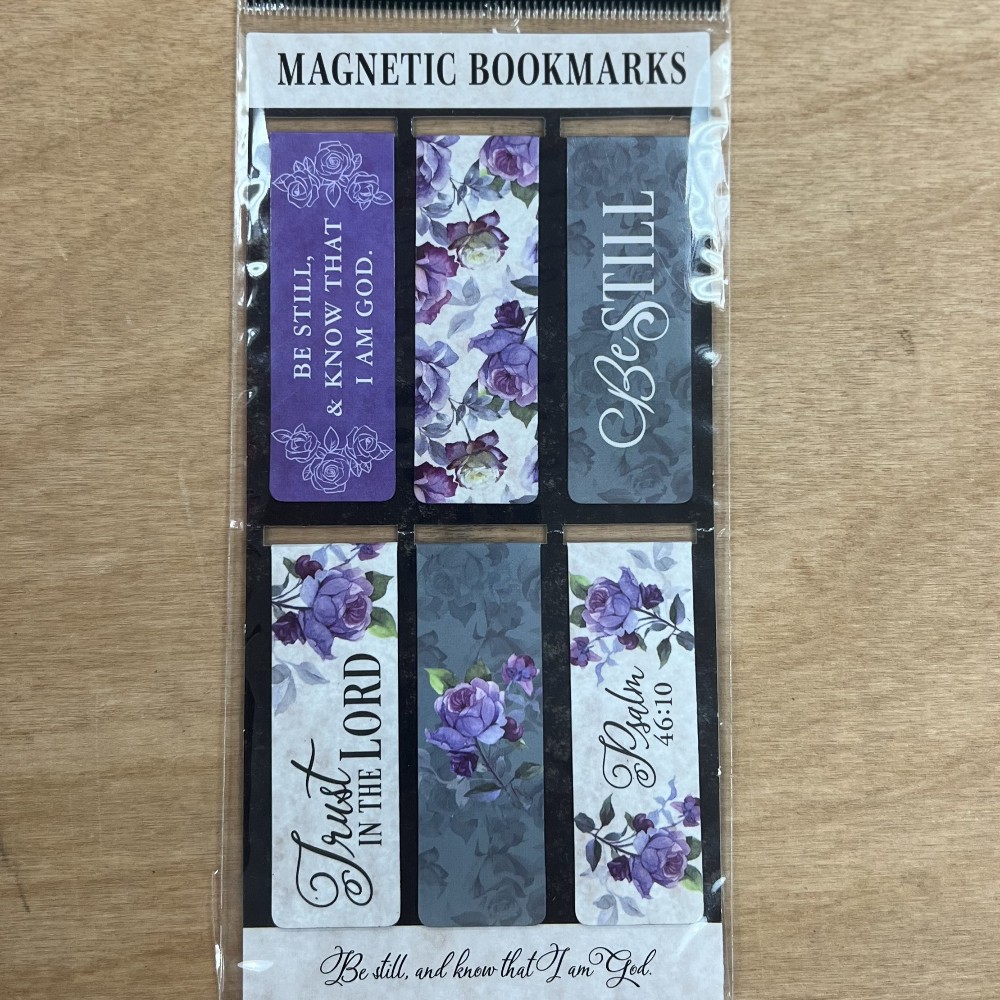 MAGNETIC BOOKMARKS
BE STILL,
& KNOW THAT
I AM GOD.
Be STILL
Trust
IN THE LORD
Psalm
46:10
Be still, and know that I am God.